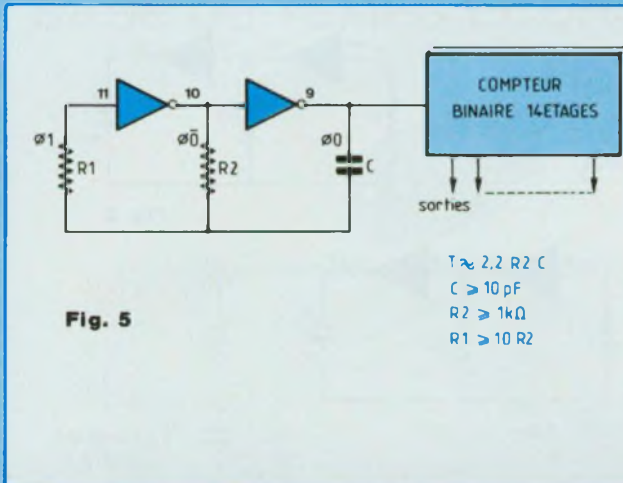 11
10
9
COMPTEUR
BINAIRE 14ETAGES
Ø1
R1
Ø0̅
R2
Ø0
C
sorties
T ≈ 2,2 R2 C
C ⩾ 10 pF
R2 ⩾ 1kΩ
R1 ⩾ 10 R2
Fig. 5